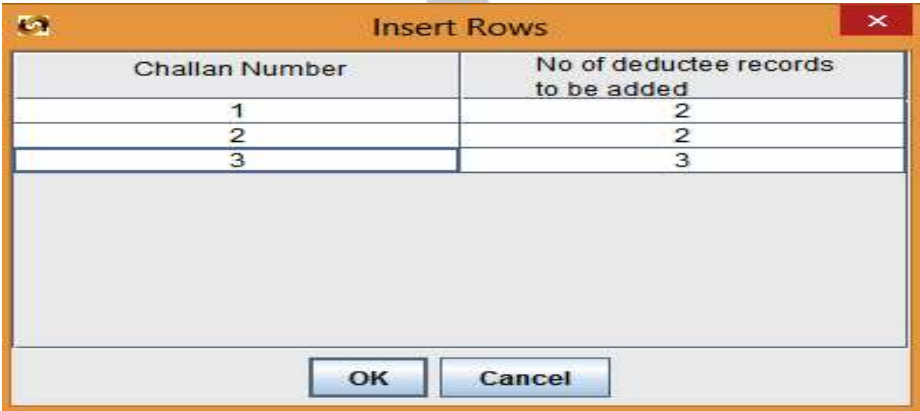 Insert Rows
×
Challan Number
No of deductee records
to be added
1 2
2 2
3 3
OK Cancel